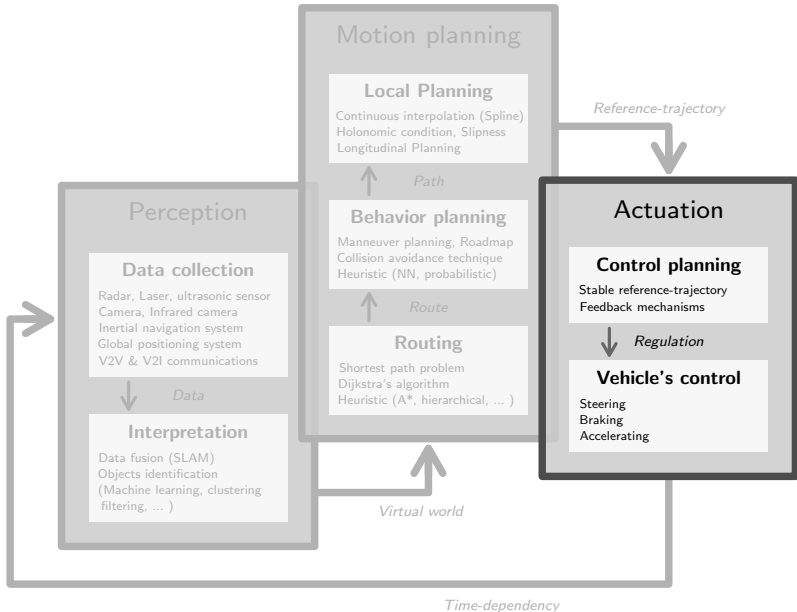 Perception
Data collection
Radar, Laser, ultrasonic sensor
Camera, Infrared camera
Inertial navigation system
Global positioning system
V2V & V2I communications
Data
Interpretation
Data fusion (SLAM)
Objects identification
(Machine learning, clustering
filtering, ... )
Virtual world
Motion planning
Local Planning
Continuous interpolation (Spline)
Holonomic condition, Slipness
Longitudinal Planning
Path
Behavior planning
Manneuver planning, Roadmap
Collision avoidance technique
Heuristic (NN, probabilistic)
Route
Routing
Shortest path problem
Dijkstra's algorithm
Heuristic (A*, hierarchical, ... )
Reference-trajectory
Actuation
Control planning
Stable reference-trajectory
Feedback mechanisms
Regulation
Vehicle's control
Steering
Braking
Accelerating
Time-dependency